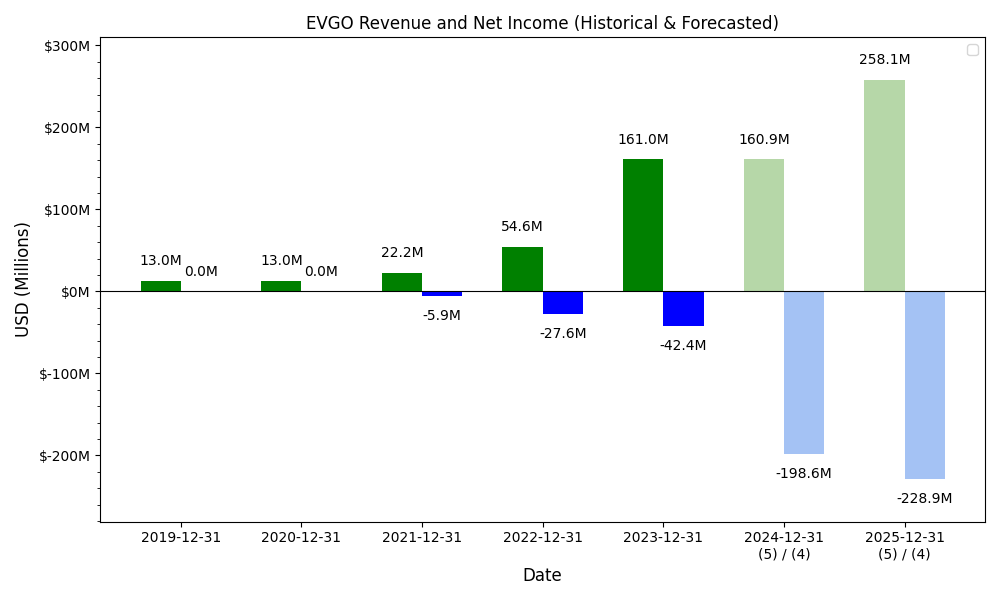 EVGO Revenue and Net Income (Historical & Forecasted)
$300M
$200M
$100M
$0M
$-100M
$-200M
USD (Millions)
13.0M
0.0M
13.0M
0.0M
22.2M
-5.9M
54.6M
-27.6M
161.0M
-42.4M
160.9M
-198.6M
258.1M
-228.9M
2019-12-31
2020-12-31
2021-12-31
2022-12-31
2023-12-31
2024-12-31
(5) / (4)
2025-12-31
(5) / (4)
Date